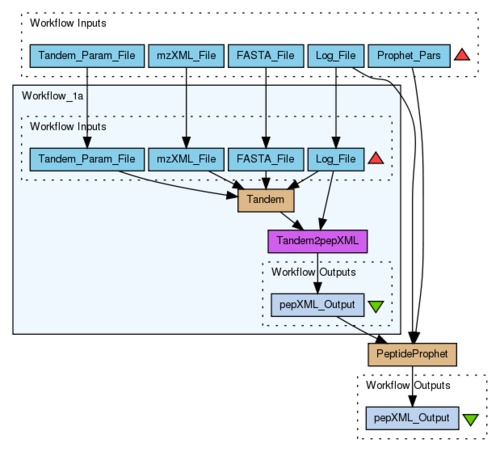 Workflow Inputs
Tandem_Param_File mzXML_File FASTA_File Log_File Prophet_Pars
Workflow_1a
Workflow Inputs
Tandem_Param_File mzXML_File FASTA_File Log_File
Tandem
Tandem2pepXML
Workflow Outputs
pepXML_Output
PeptideProphet
Workflow Outputs
pepXML_Output